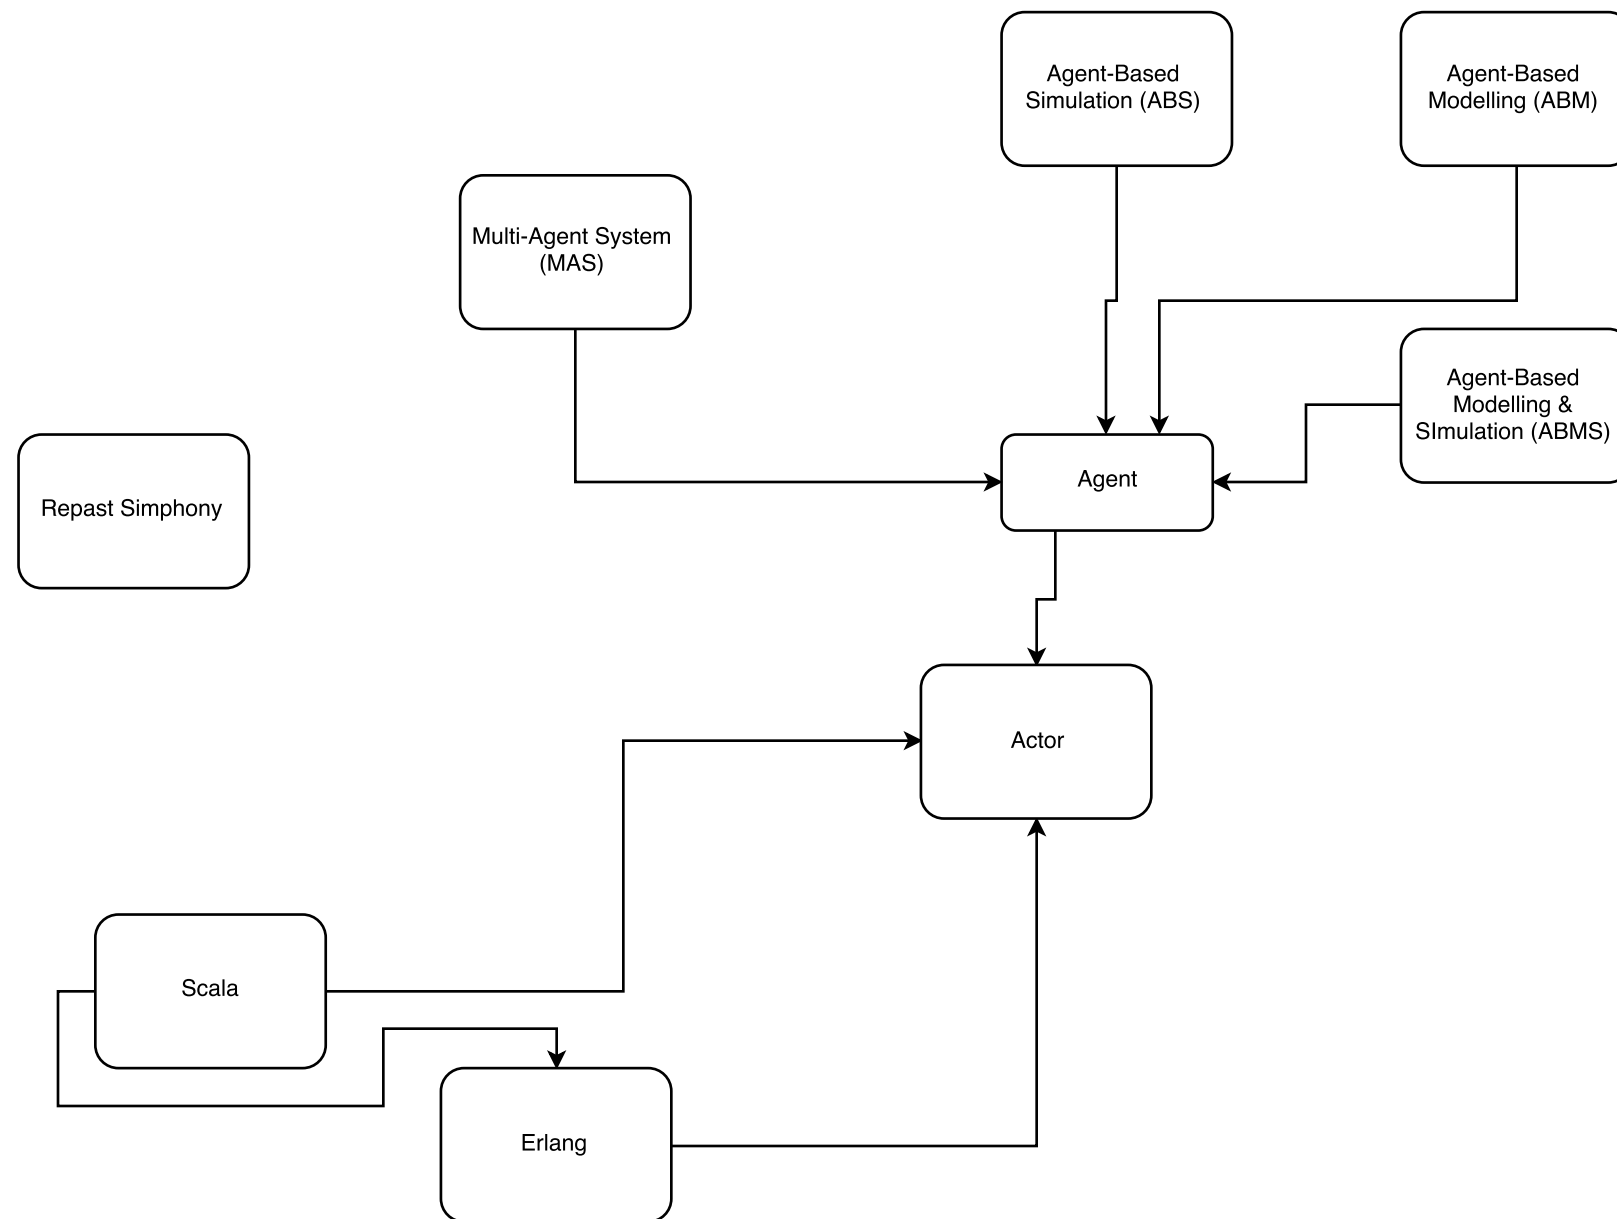 Agent-Based
Simulation (ABS)
Agent-Based
Modelling (ABM)
Multi-Agent System
(MAS)
Agent-Based
Modelling &
SImulation (ABMS)
Repast Simphony
Agent
Actor
Scala
Erlang